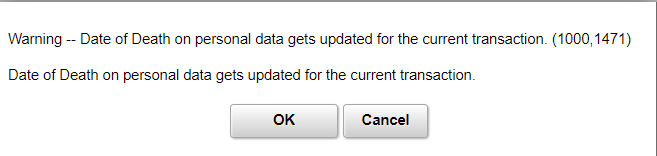 Warning -- Date of Death on personal data gets updated for the current transaction. (1000,1471)
Date of Death on personal data gets updated for the current transaction.
OK Cancel